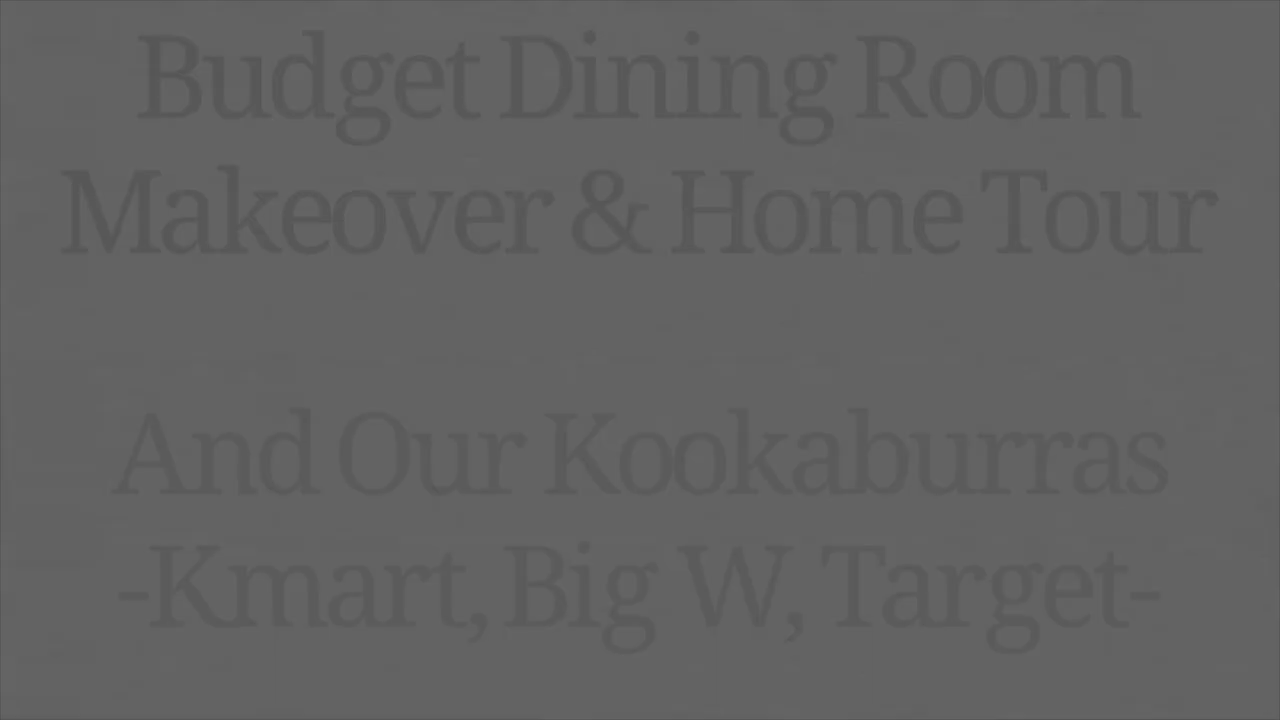 Budget Dining Room
Makeover & Home Tour
And Our Kookaburras
-Kmart, Big W, Target-